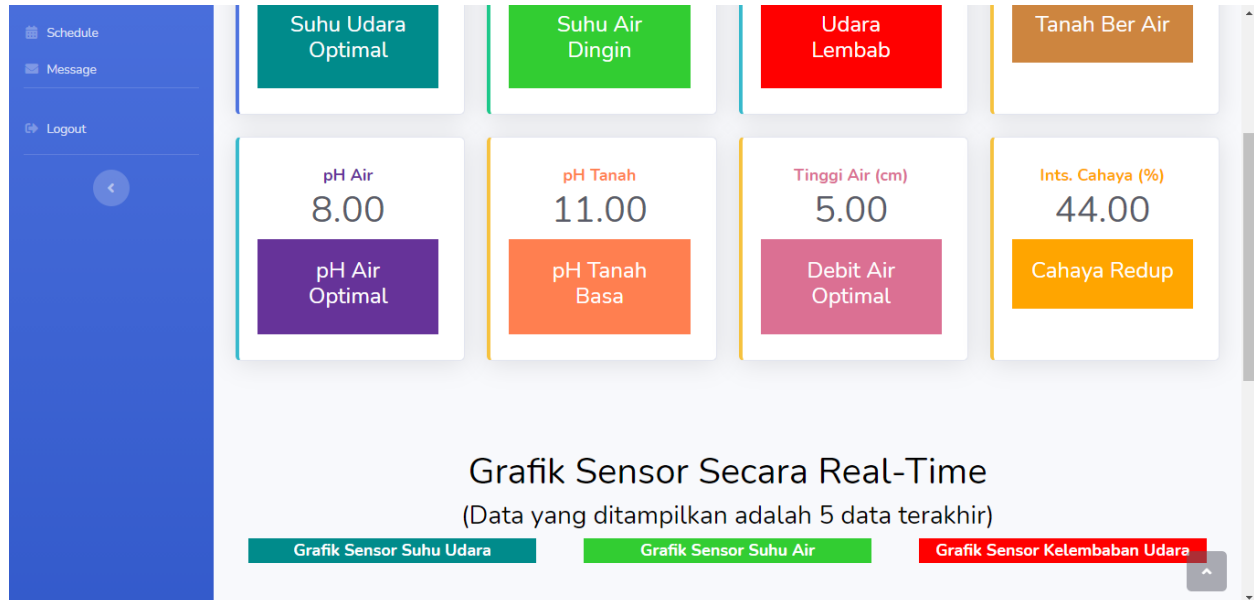 Schedule
Message
Logout
Suhu Udara
Optimal
Suhu Air
Dingin
Udara
Lembab
Tanah Ber Air
pH Air
8.00
pH Air
Optimal
pH Tanah
11.00
pH Tanah
Basa
Tinggi Air (cm)
5.00
Debit Air
Optimal
Ints. Cahaya (%)
44.00
Cahaya Redup
Grafik Sensor Secara Real-Time
(Data yang ditampilkan adalah 5 data terakhir)
Grafik Sensor Suhu Udara
Grafik Sensor Suhu Air
Grafik Sensor Kelembaban Udara